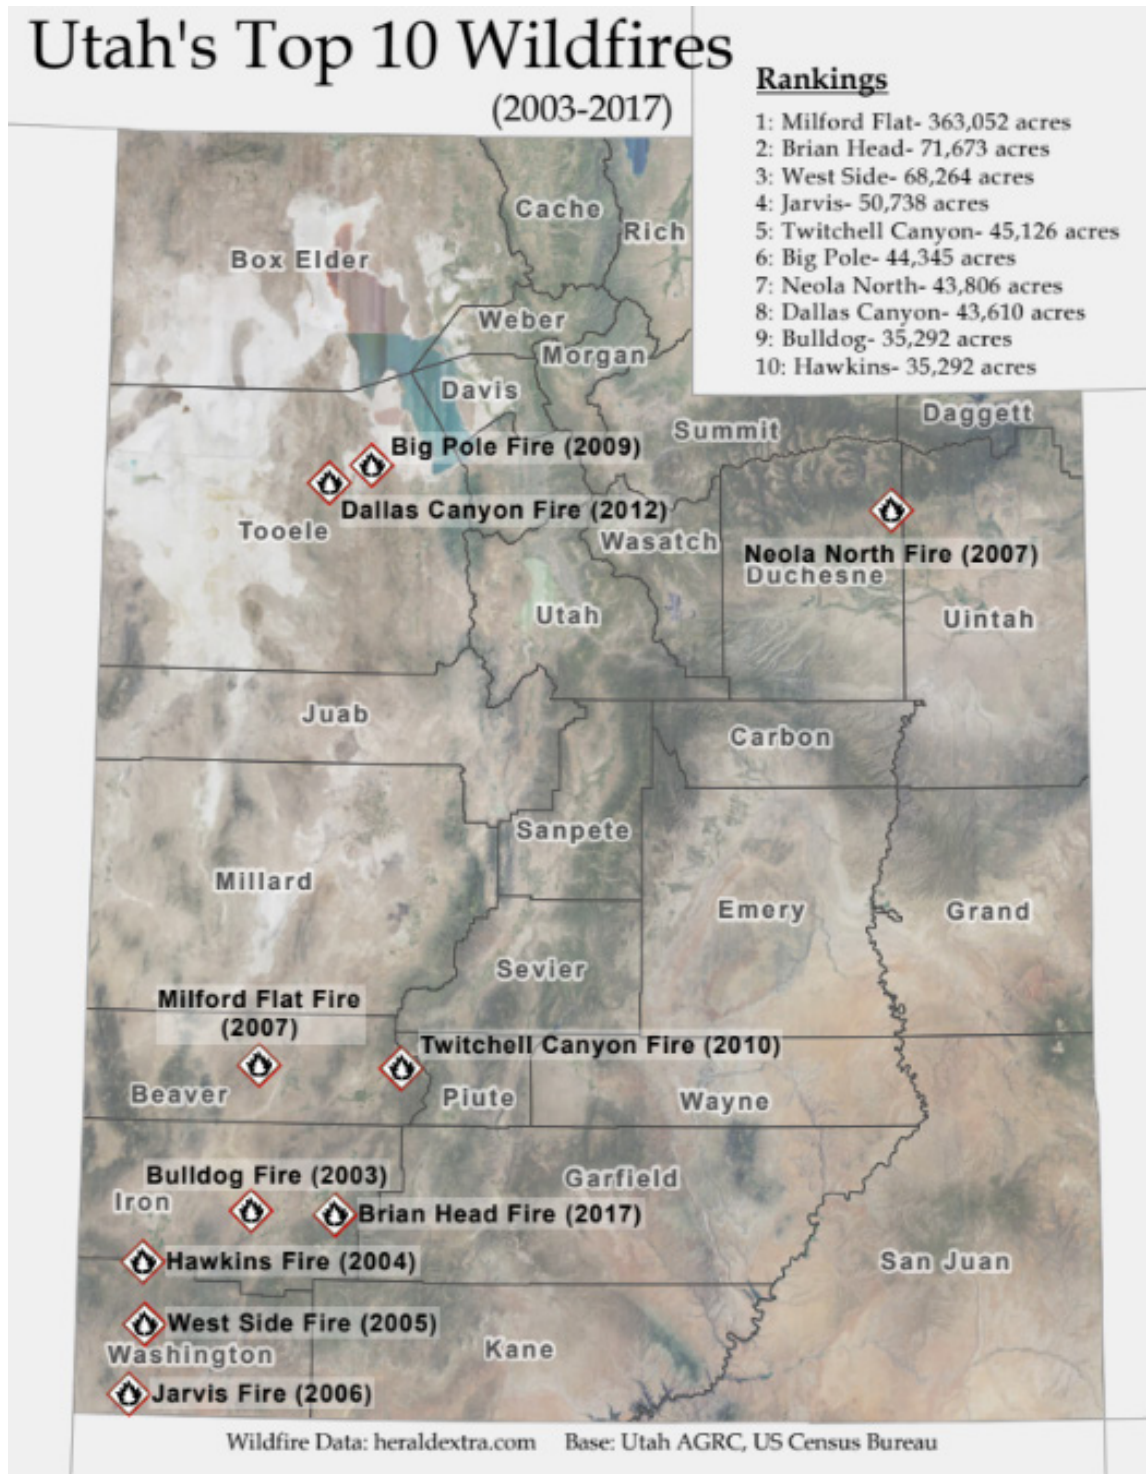 Utah's Top 10 Wildfires
(2003-2017)
Rankings
1: Milford Flat- 363,052 acres
2: Brian Head- 71,673 acres
3: West Side- 68,264 acres
4: Jarvis- 50,738 acres
5: Twitchell Canyon- 45,126 acres
6: Big Pole- 44,345 acres
7: Neola North- 43,806 acres
8: Dallas Canyon- 43,610 acres
9: Bulldog- 35,292 acres
10: Hawkins- 35,292 acres
Cache
Rich
Box Elder
Weber
Morgan
Davis
Daggett
Summit
Big Pole Fire (2009)
Dallas Canyon Fire (2012)
Tooele
Wasatch
Neola North Fire (2007)
Duchesne
Utah
Uintah
Juab
Carbon
Sanpete
Millard
Emery
Grand
Sevier
Milford Flat Fire
(2007)
Twitchell Canyon Fire (2010)
Beaver
Piute
Wayne
Bulldog Fire (2003)
Garfield
Iron
Brian Head Fire (2017)
Hawkins Fire (2004)
San Juan
West Side Fire (2005)
Washington
Kane
Jarvis Fire (2006)
Wildfire Data: heraldextra.com Base: Utah AGRC, US Census Bureau